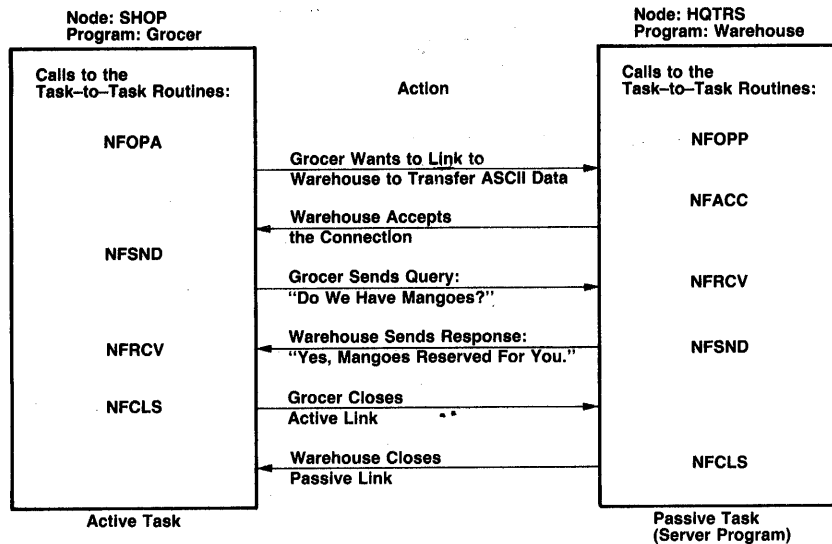 Node: SHOP
Program: Grocer
Node: HQTRS
Program: Warehouse
Calls to the
Task–to–Task Routines:
Action
Calls to the
Task–to–Task Routines:
NFOPA
NFOPP
Grocer Wants to Link to
Warehouse to Transfer ASCII Data
NFACC
Warehouse Accepts
the Connection
NFSND
Grocer Sends Query:
"Do We Have Mangoes?"
NFRCV
Warehouse Sends Response:
"Yes, Mangoes Reserved For You."
NFRCV
NFSND
NFCLS
Grocer Closes
Active Link
Warehouse Closes
Passive Link
NFCLS
Active Task
Passive Task
(Server Program)